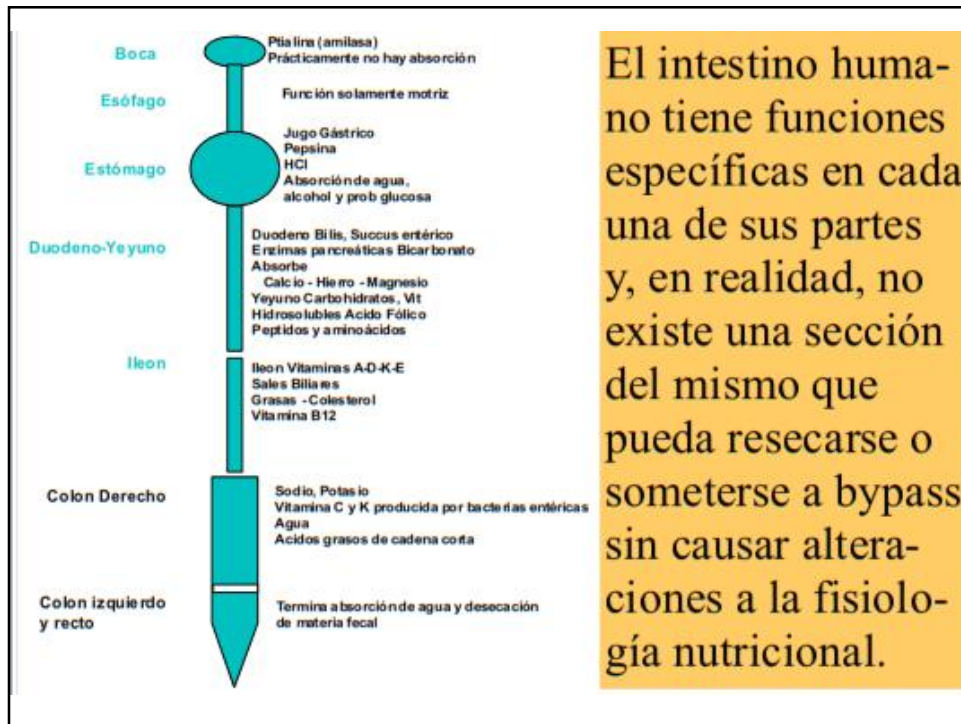 Boca
Ptialina (amilasa)
Prácticamente no hay absorción
Esófago
Función solamente motriz
Estómago
Jugo Gástrico
Pepsina
HCl
Absorción de agua,
alcohol y prob glucosa
Duodeno-Yeyuno
Duodeno Bilis, Succus entérico
Enzimas pancreáticas Bicarbonato
Absorbe
Calcio - Hierro - Magnesio
Yeyuno Carbohidratos, Vit
Hidrosolubles Acido Fólico
Peptidos y aminoácidos
Ileon
Ileon Vitaminas A-D-K-E
Sales Biliares
Grasas - Colesterol
Vitamina B12
Colon Derecho
Sodio, Potasio
Vitamina C y K producida por bacterias entéricas
Agua
Acidos grasos de cadena corta
Colon izquierdo
y recto
Termina absorción de agua y desecación
de materia fecal
El intestino huma-
no tiene funciones
específicas en cada
una de sus partes
y, en realidad, no
existe una sección
del mismo que
pueda resecarse o
someterse a bypass
sin causar altera-
ciones a la fisiolo-
gía nutricional.